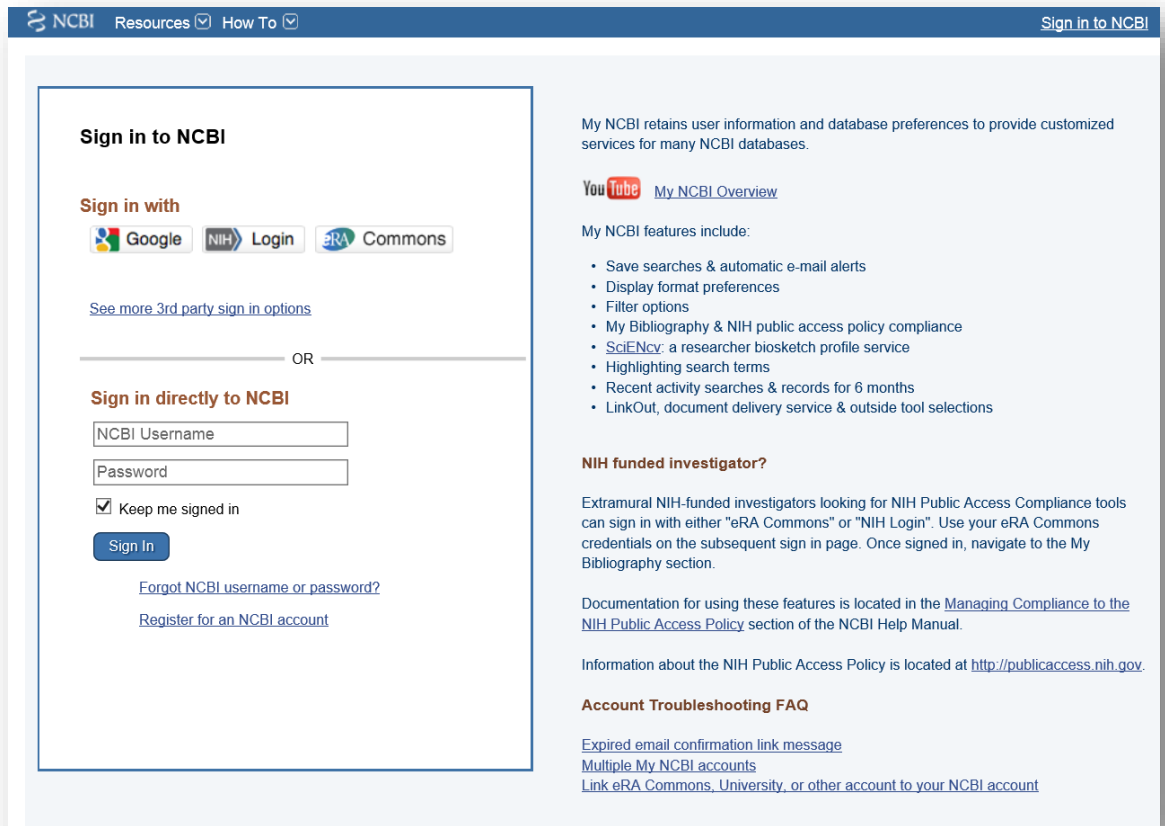 NCBI Resources How To Sign in to NCBI
Sign in to NCBI
Sign in with
Google NIH Login eRA Commons
See more 3rd party sign in options
OR
Sign in directly to NCBI
NCBI Username
Password
Keep me signed in
Sign In
Forgot NCBI username or password?
Register for an NCBI account
My NCBI retains user information and database preferences to provide customized
services for many NCBI databases.
YouTube My NCBI Overview
My NCBI features include:
• Save searches & automatic e-mail alerts
• Display format preferences
• Filter options
• My Bibliography & NIH public access policy compliance
• SciENcv: a researcher biosketch profile service
• Highlighting search terms
• Recent activity searches & records for 6 months
• LinkOut, document delivery service & outside tool selections
NIH funded investigator?
Extramural NIH-funded investigators looking for NIH Public Access Compliance tools
can sign in with either "eRA Commons" or "NIH Login". Use your eRA Commons
credentials on the subsequent sign in page. Once signed in, navigate to the My
Bibliography section.
Documentation for using these features is located in the Managing Compliance to the
NIH Public Access Policy section of the NCBI Help Manual.
Information about the NIH Public Access Policy is located at http://publicaccess.nih.gov.
Account Troubleshooting FAQ
Expired email confirmation link message
Multiple My NCBI accounts
Link eRA Commons, University, or other account to your NCBI account